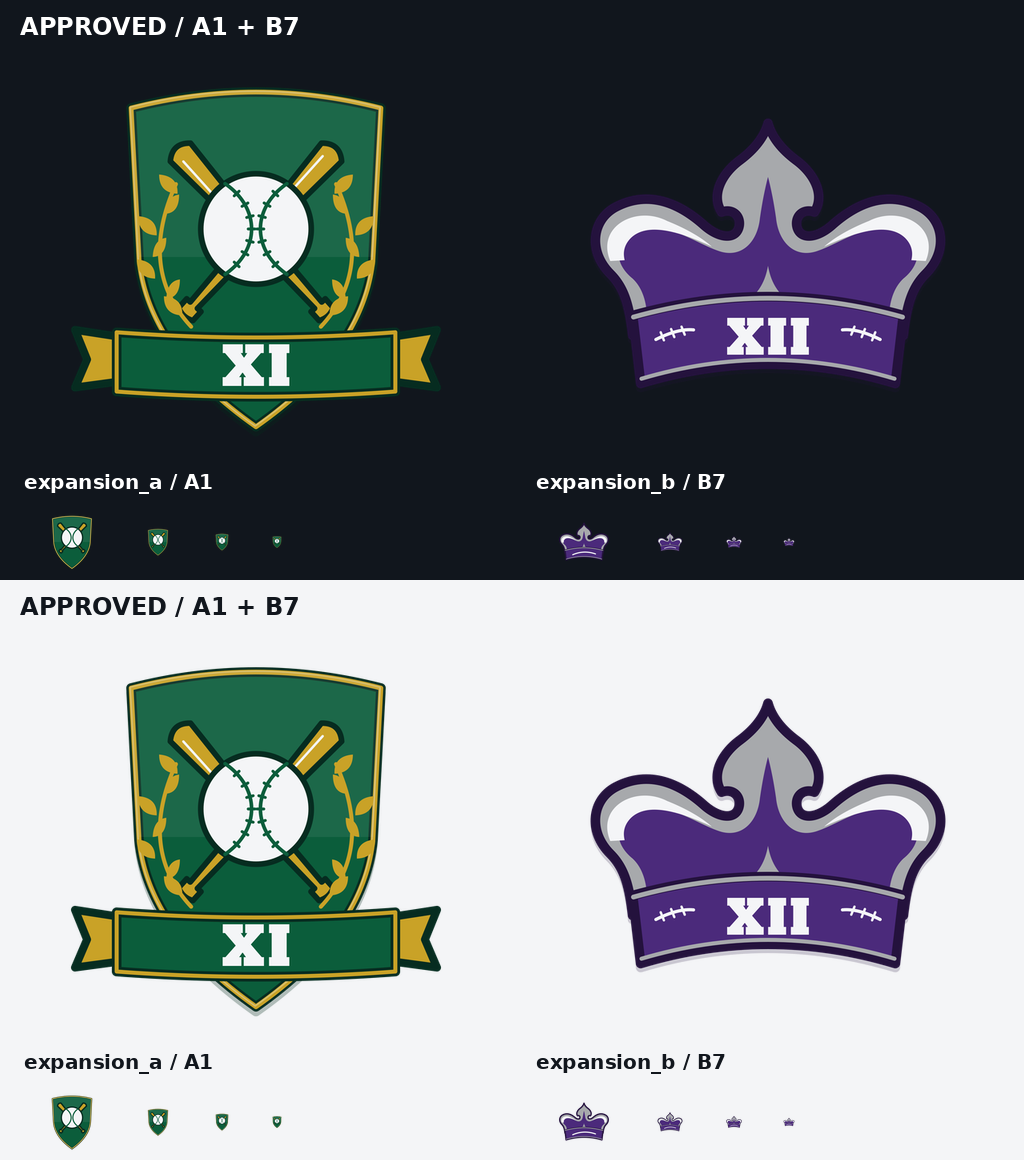 APPROVED / A1 + B7
XI
XII
expansion_a / A1
expansion_b / B7
APPROVED / A1 + B7
XI
XII
expansion_a / A1
expansion_b / B7